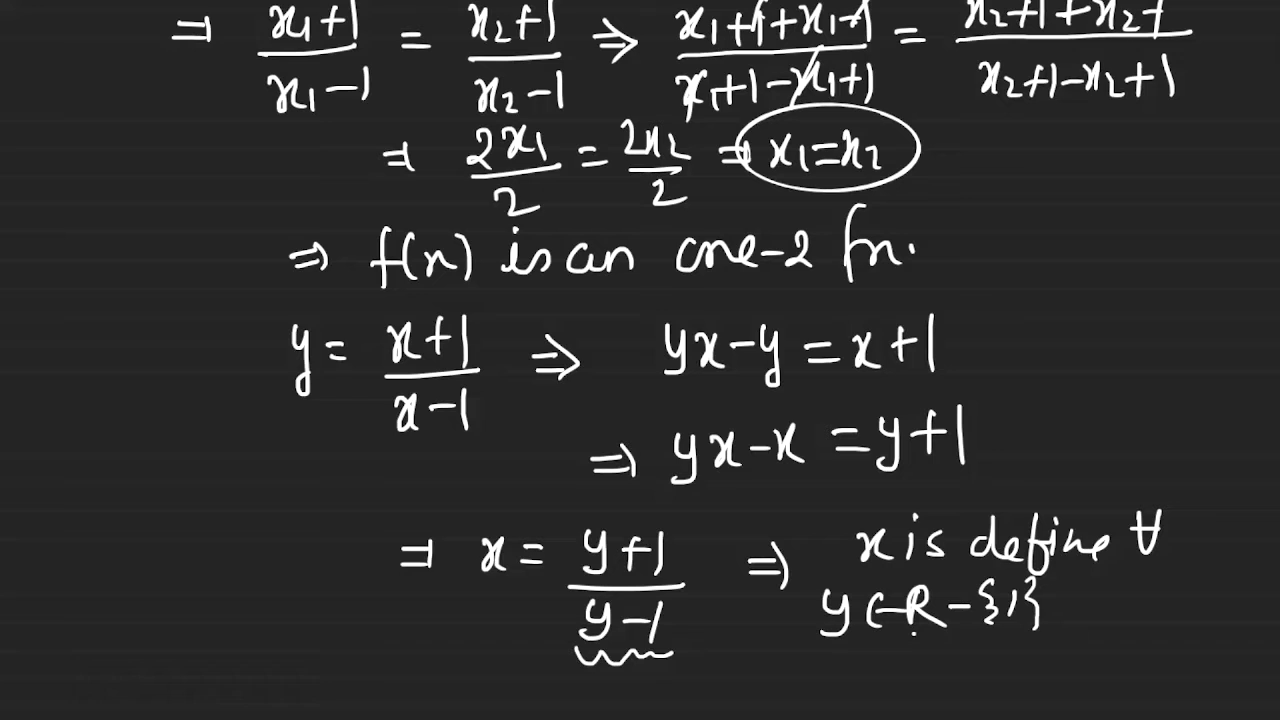 ⇒ x₁+1/x₁-1 = x₂+1/x₂-1 ⇒ x₁+1+x₁-1/x₁+1-x₁+1 = x₂+1+x₂-1/x₂+1-x₂+1
⇒ 2x₁/2 = 2x₂/2 ⇒ x₁=x₂
⇒ f(x) is an one-2 fn.
y= x+1/x-1 ⇒ yx-y=x+1
⇒ yx-x=y+1
⇒ x= y+1/y-1 ⇒ x is define ∀
y∈R-{1}